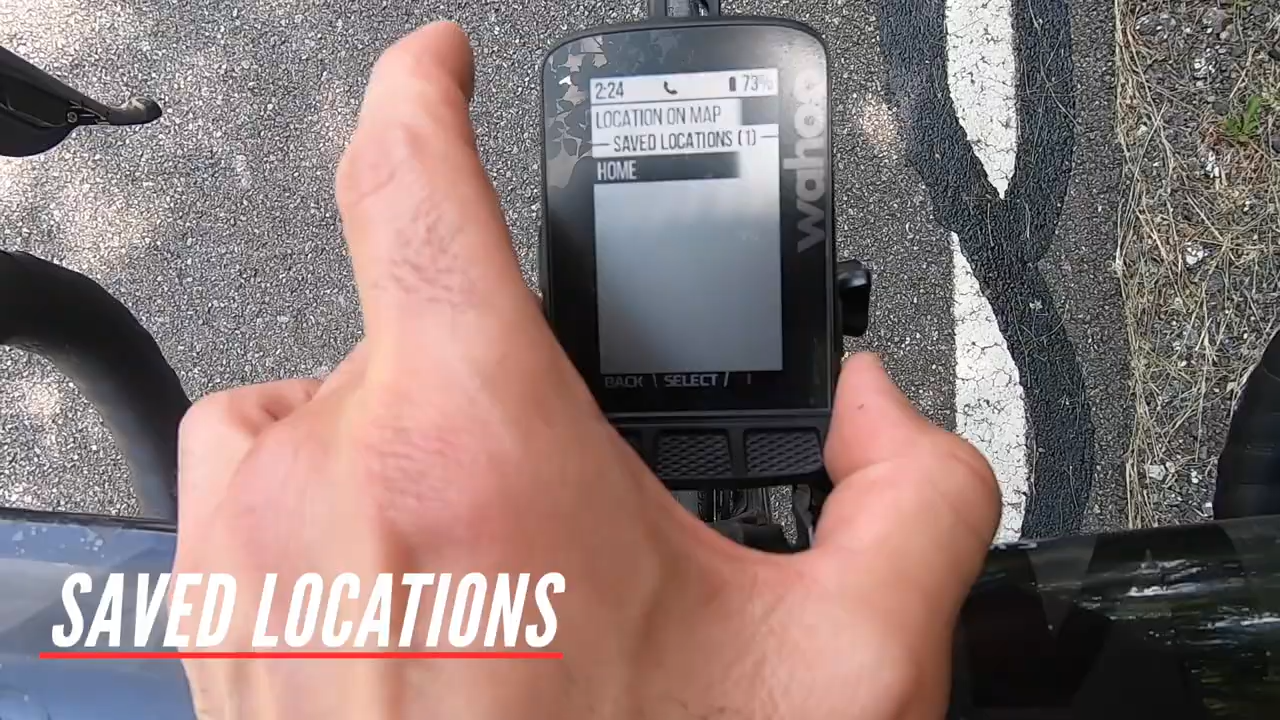 2:24 73%
LOCATION ON MAP
SAVED LOCATIONS (1)
HOME
BACK \ SELECT /
wahoo
SAVED LOCATIONS